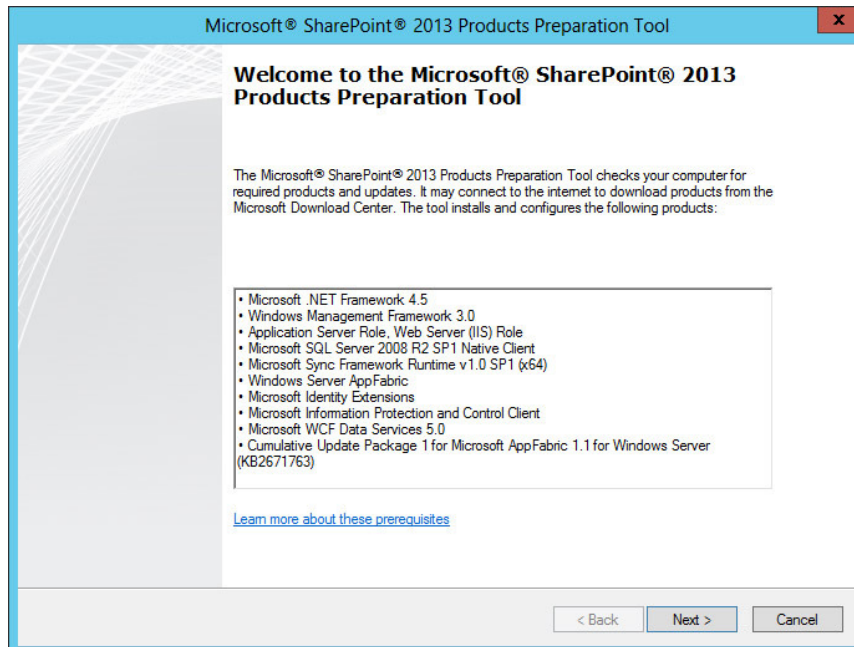 Microsoft® SharePoint® 2013 Products Preparation Tool
x
Welcome to the Microsoft® SharePoint® 2013
Products Preparation Tool
The Microsoft® SharePoint® 2013 Products Preparation Tool checks your computer for
required products and updates. It may connect to the internet to download products from the
Microsoft Download Center. The tool installs and configures the following products:
• Microsoft .NET Framework 4.5
• Windows Management Framework 3.0
• Application Server Role, Web Server (IIS) Role
• Microsoft SQL Server 2008 R2 SP1 Native Client
• Microsoft Sync Framework Runtime v1.0 SP1 (x64)
• Windows Server AppFabric
• Microsoft Identity Extensions
• Microsoft Information Protection and Control Client
• Microsoft WCF Data Services 5.0
• Cumulative Update Package 1 for Microsoft AppFabric 1.1 for Windows Server
(KB2671763)
Learn more about these prerequisites
< Back Next > Cancel